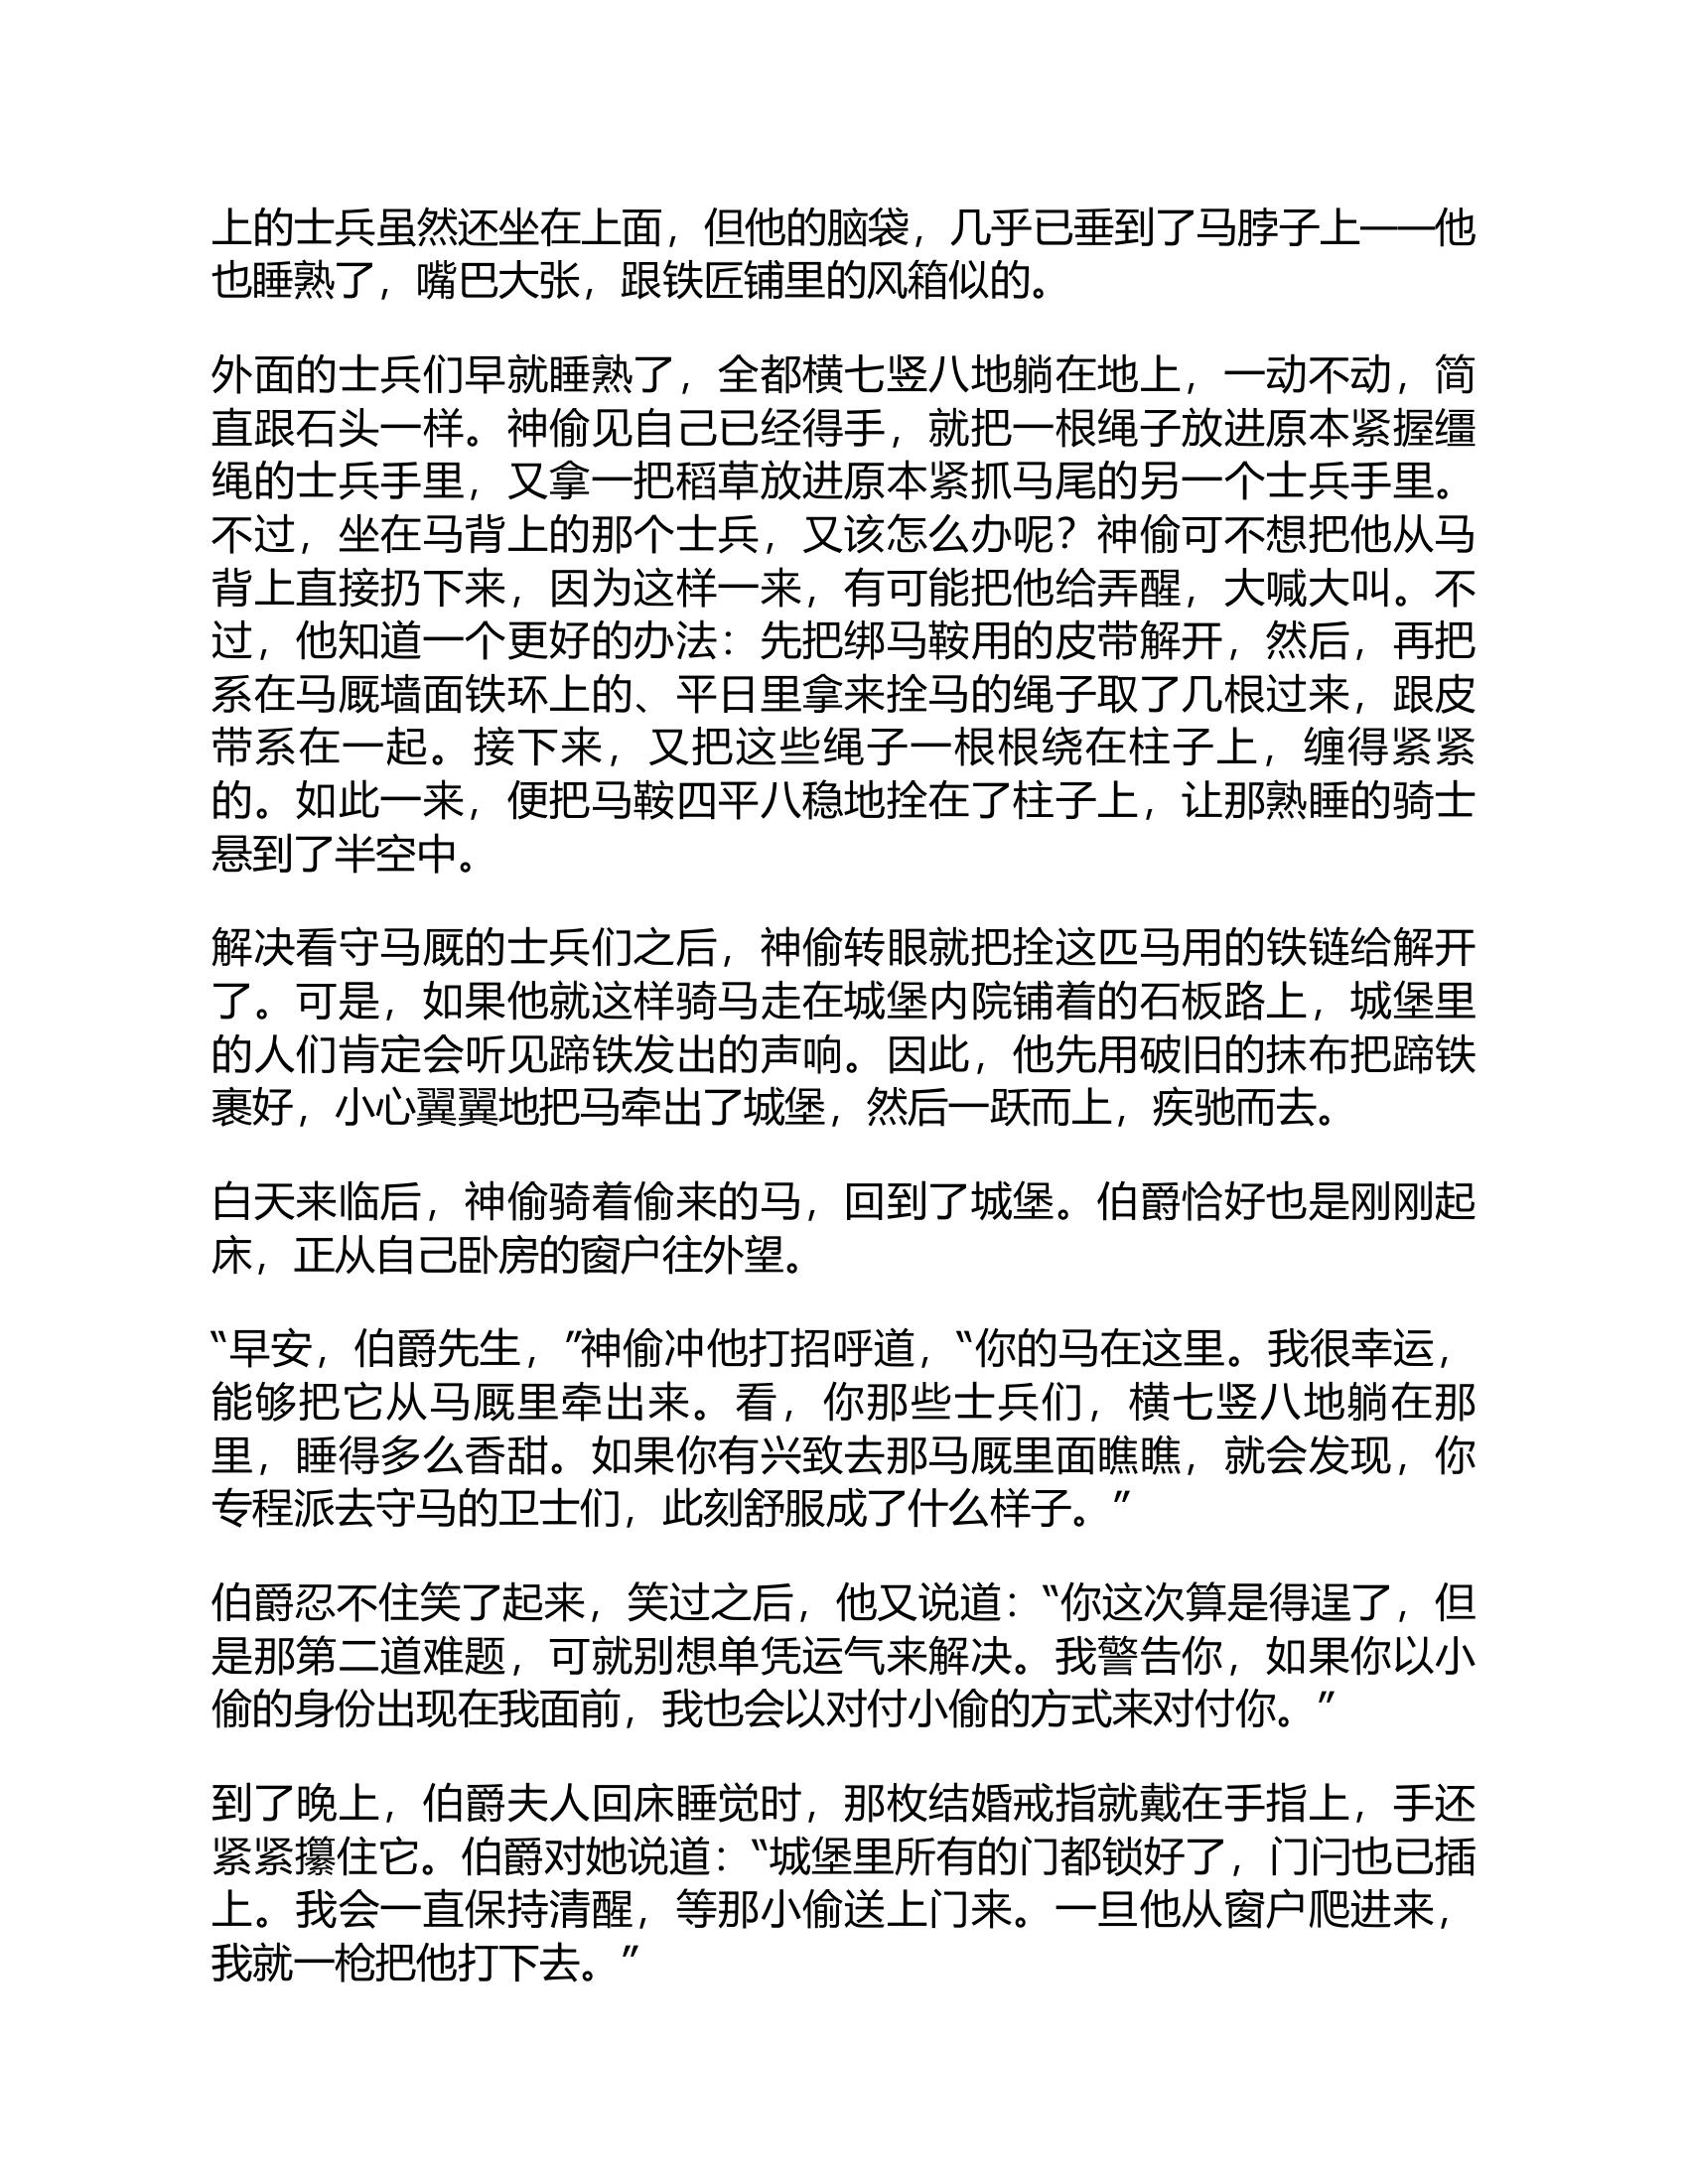 上的士兵虽然还坐在上面，但他的脑袋，几乎已垂到了马脖子上——他
也睡熟了，嘴巴大张，跟铁匠铺里的风箱似的。
外面的士兵们早就睡熟了，全都横七竖八地躺在地上，一动不动，简
直跟石头一样。神偷见自己已经得手，就把一根绳子放进原本紧握缰
绳的士兵手里，又拿一把稻草放进原本紧抓马尾的另一个士兵手里。
不过，坐在马背上的那个士兵，又该怎么办呢？神偷可不想把他从马
背上直接扔下来，因为这样一来，有可能把他给弄醒，大喊大叫。不
过，他知道一个更好的办法：先把绑马鞍用的皮带解开，然后，再把
系在马厩墙面铁环上的、平日里拿来拴马的绳子取了几根过来，跟皮
带系在一起。接下来，又把这些绳子一根根绕在柱子上，缠得紧紧
的。如此一来，便把马鞍四平八稳地拴在了柱子上，让那熟睡的骑士
悬到了半空中。
解决看守马厩的士兵们之后，神偷转眼就把拴这匹马用的铁链给解开
了。可是，如果他就这样骑马走在城堡内院铺着的石板路上，城堡里
的人们肯定会听见蹄铁发出的声响。因此，他先用破旧的抹布把蹄铁
裹好，小心翼翼地把马牵出了城堡，然后一跃而上，疾驰而去。
白天来临后，神偷骑着偷来的马，回到了城堡。伯爵恰好也是刚刚起
床，正从自己卧房的窗户往外望。
“早安，伯爵先生，”神偷冲他打招呼道，“你的马在这里。我很幸运，
能够把它从马厩里牵出来。看，你那些士兵们，横七竖八地躺在那
里，睡得多么香甜。如果你有兴致去那马厩里面瞧瞧，就会发现，你
专程派去守马的卫士们，此刻舒服成了什么样子。”
伯爵忍不住笑了起来，笑过之后，他又说道：“你这次算是得逞了，但
是那第二道难题，可就别想单凭运气来解决。我警告你，如果你以小
偷的身份出现在我面前，我也会以对付小偷的方式来对付你。”
到了晚上，伯爵夫人回床睡觉时，那枚结婚戒指就戴在手指上，手还
紧紧攥住它。伯爵对她说道：“城堡里所有的门都锁好了，门闩也已插
上。我会一直保持清醒，等那小偷送上门来。一旦他从窗户爬进来，
我就一枪把他打下去。”